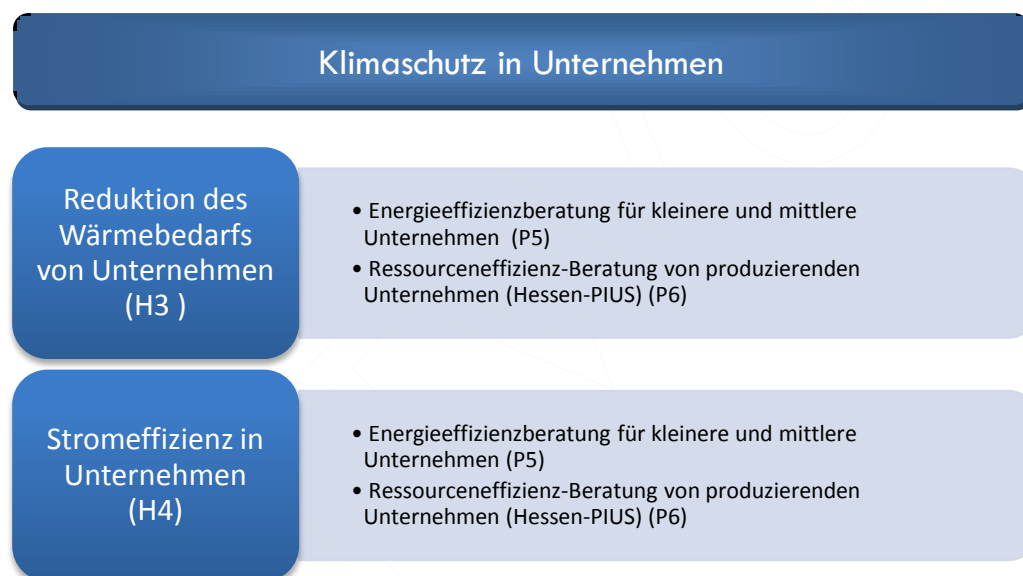 Klimaschutz in Unternehmen
Reduktion des
Wärmebedarfs
von Unternehmen
(H3 )
• Energieeffizienzberatung für kleinere und mittlere
Unternehmen (P5)
• Ressourceneffizienz-Beratung von produzierenden
Unternehmen (Hessen-PIUS) (P6)
Stromeffizienz in
Unternehmen
(H4)
• Energieeffizienzberatung für kleinere und mittlere
Unternehmen (P5)
• Ressourceneffizienz-Beratung von produzierenden
Unternehmen (Hessen-PIUS) (P6)